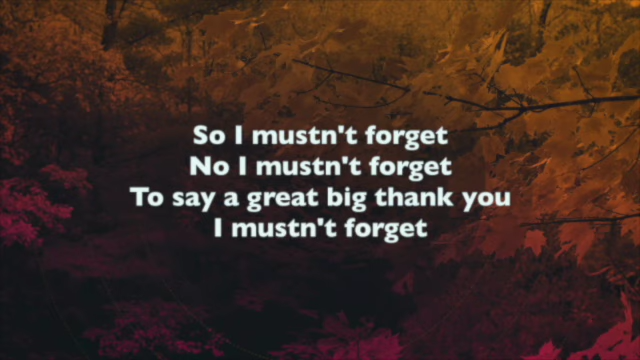 So I mustn't forget
No I mustn't forget
To say a great big thank you
I mustn't forget